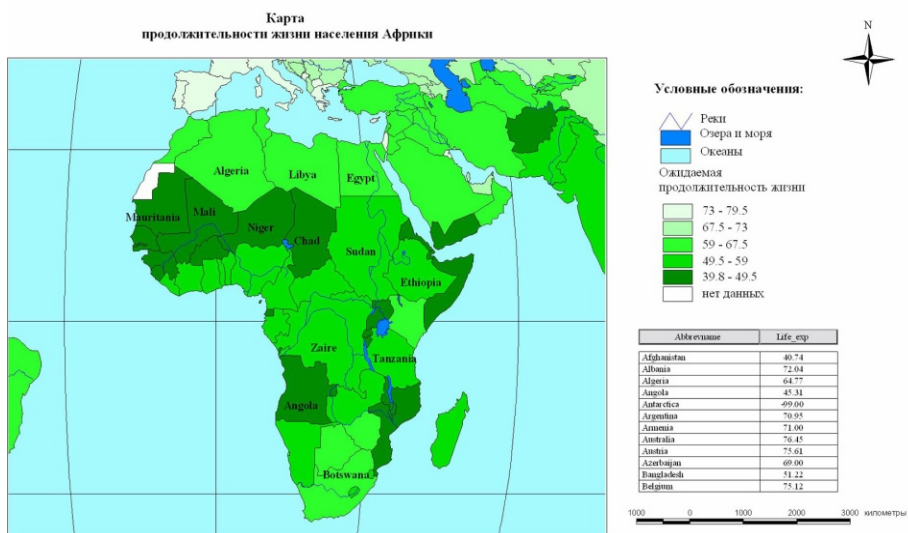 Карта
продолжительности жизни населения Африки
N
Условные обозначения:
Реки
Озера и моря
Океаны
Ожидаемая
продолжительность жизни
73 - 79.5
67.5 - 73
59 - 67.5
49.5 - 59
39.8 - 49.5
нет данных
Algeria
Libya
Egypt
Mauritania
Mali
Niger
Chad
Sudan
Ethiopia
Zaire
Tanzania
Angola
Botswana
Abbrevname Life_exp
Afghanistan 40.74
Albania 72.04
Algeria 64.77
Angola 45.31
Antarctica -99.00
Argentina 70.95
Armenia 71.00
Australia 76.45
Austria 75.61
Azerbaijan 69.00
Bangladesh 51.22
Belgium 75.12
1000 0 1000 2000 3000 километры